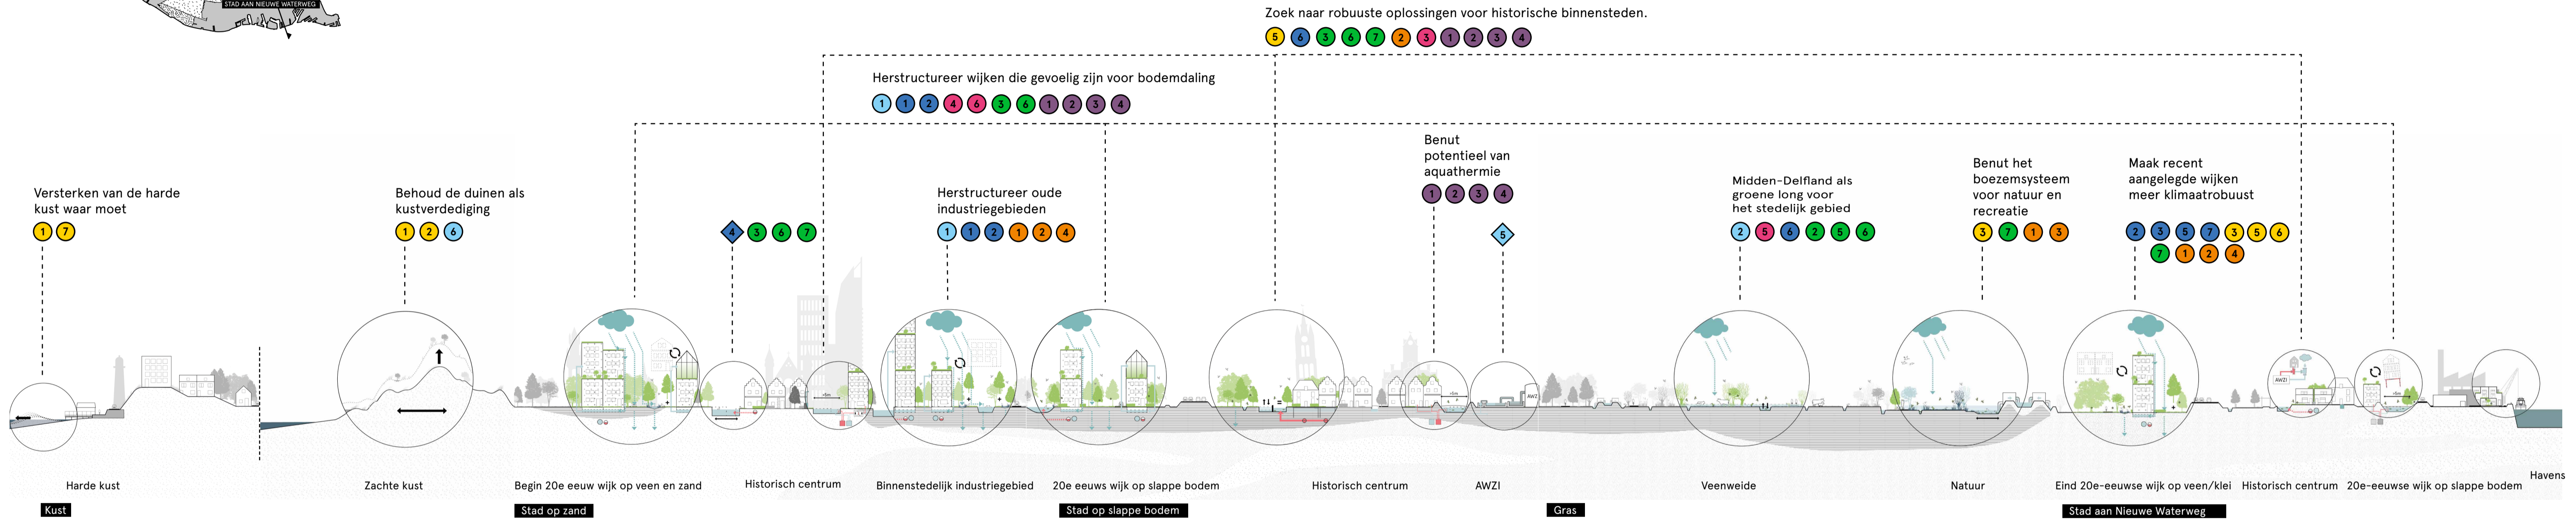 STAD AAN NIEUWE WATERWEG
Zoek naar robuuste oplossingen voor historische binnensteden.
5 6 3 6 7 2 3 1 2 3 4
Herstructureer wijken die gevoelig zijn voor bodemdaling
1 1 2 4 6 3 6 1 2 3 4
Versterken van de harde
kust waar moet
1 7
Behoud de duinen als
kustverdediging
1 2 6
4 3 6 7
Herstructureer oude
industriegebieden
1 1 2 1 2 4
Benut
potentieel van
aquathermie
1 2 3 4
5
Midden-Delfland als
groene long voor
het stedelijk gebied
2 5 6 2 5 6
Benut het
boezemsysteem
voor natuur en
recreatie
3 7 1 3
Maak recent
aangelegde wijken
meer klimaatrobuust
2 3 5 7 3 5 6
7 1 2 4
AWZ
AWZI
Harde kust
Zachte kust
Begin 20e eeuw wijk op veen en zand
Historisch centrum
Binnenstedelijk industriegebied
20e eeuws wijk op slappe bodem
Historisch centrum
AWZI
Veenweide
Natuur
Eind 20e-eeuwse wijk op veen/klei
Historisch centrum
20e-eeuwse wijk op slappe bodem
Havens
Kust
Stad op zand
Stad op slappe bodem
Gras
Stad aan Nieuwe Waterweg